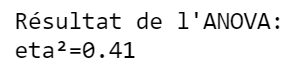 Résultat de l'ANOVA:
eta²=0.41